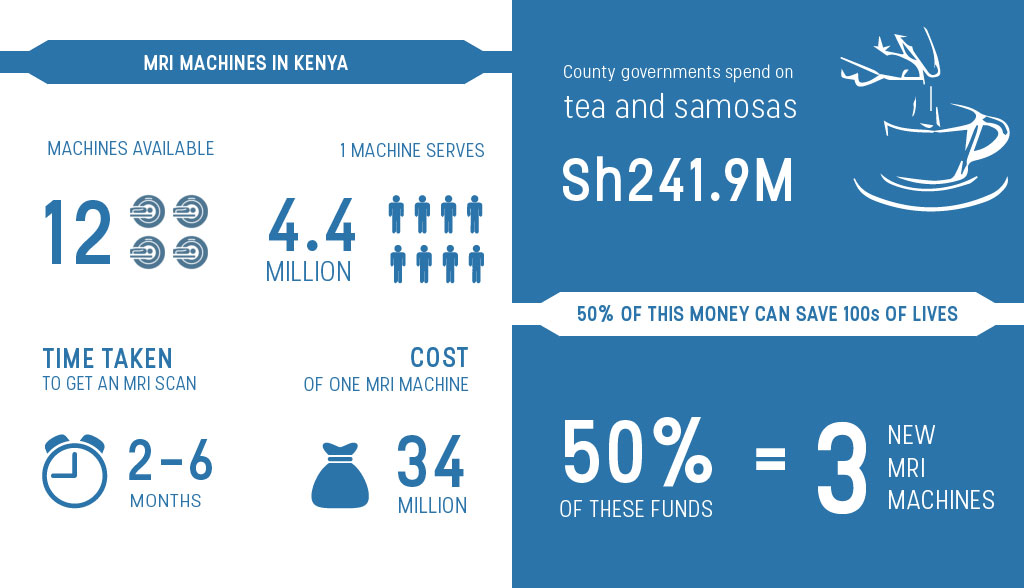 MRI MACHINES IN KENYA
MACHINES AVAILABLE
12
1 MACHINE SERVES
4.4
MILLION
TIME TAKEN
TO GET AN MRI SCAN
2-6
MONTHS
COST
OF ONE MRI MACHINE
34
MILLION
County governments spend on
tea and samosas
Sh241.9M
50% OF THIS MONEY CAN SAVE 100s OF LIVES
50%
OF THESE FUNDS
=
3
NEW
MRI
MACHINES